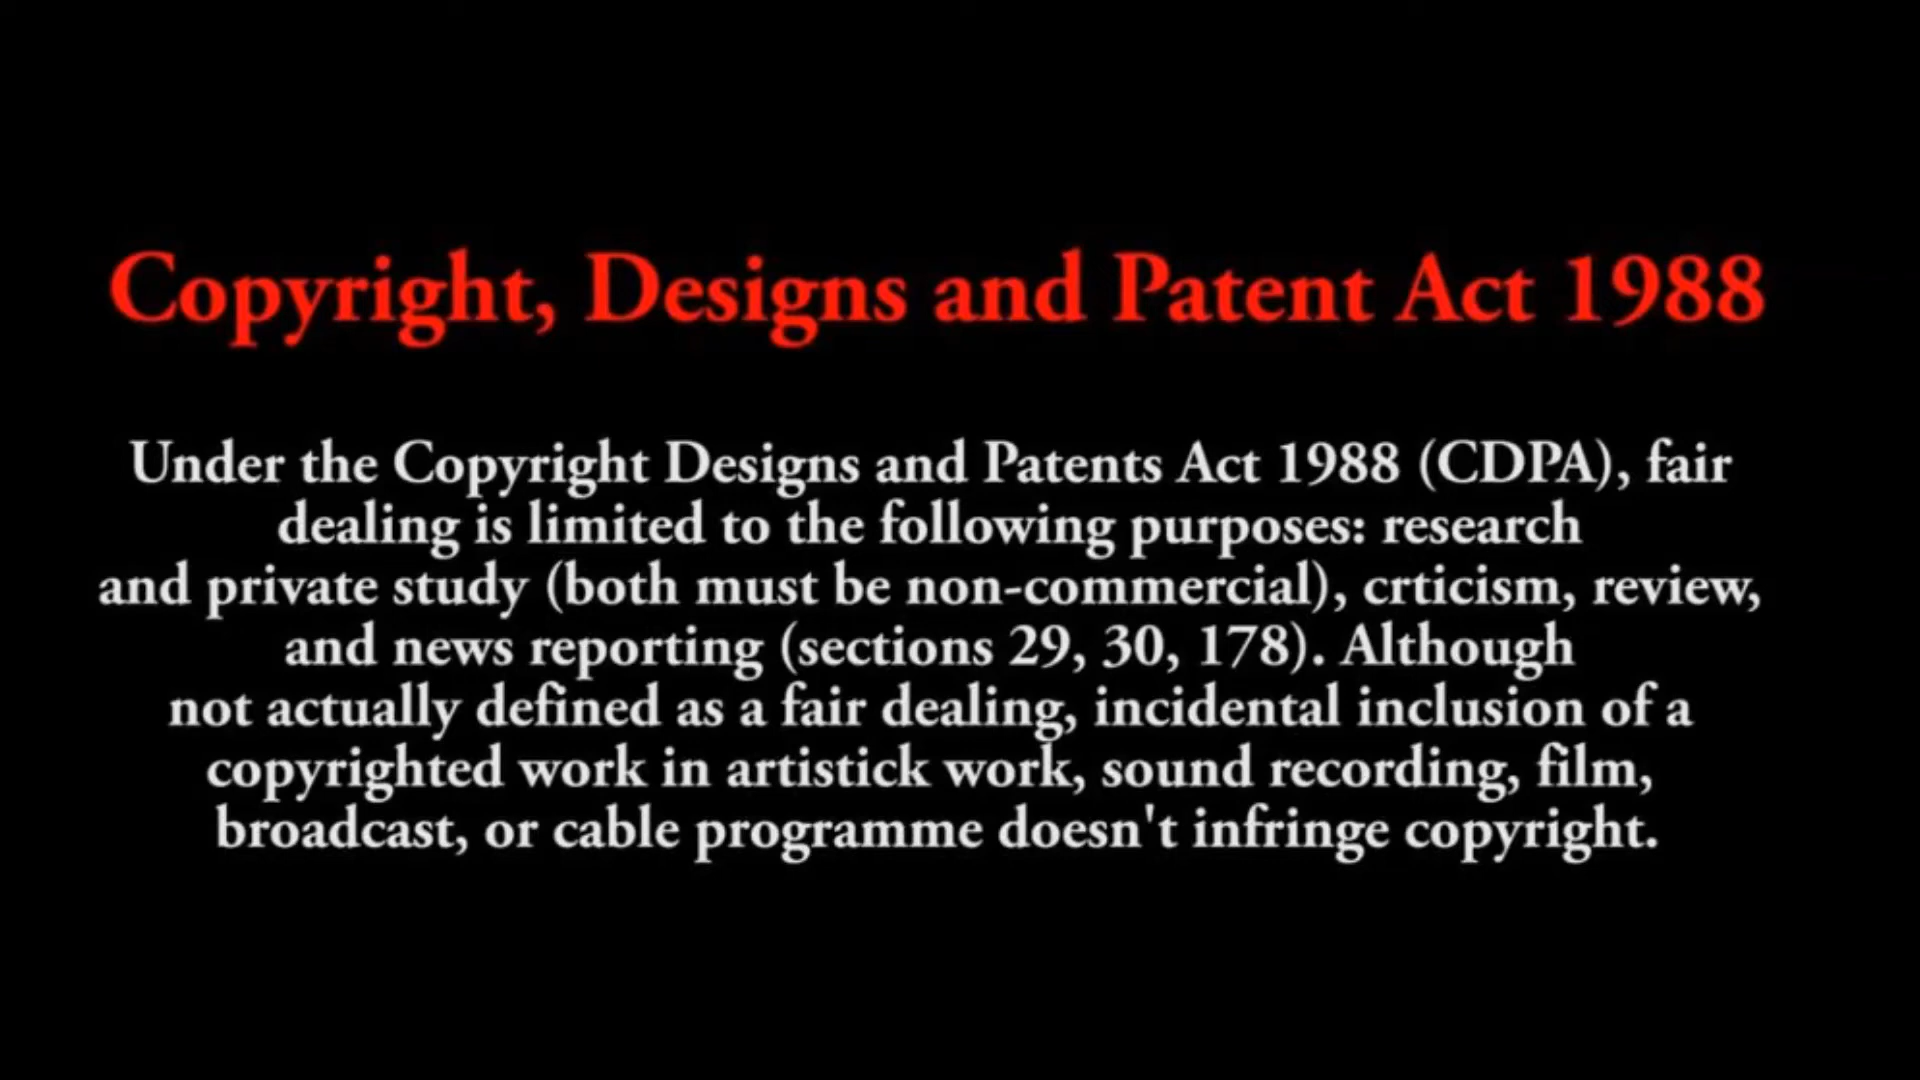 Copyright, Designs and Patent Act 1988
Under the Copyright Designs and Patents Act 1988 (CDPA), fair
dealing is limited to the following purposes: research
and private study (both must be non-commercial), crticism, review,
and news reporting (sections 29, 30, 178). Although
not actually defined as a fair dealing, incidental inclusion of a
copyrighted work in artistick work, sound recording, film,
broadcast, or cable programme doesn't infringe copyright.